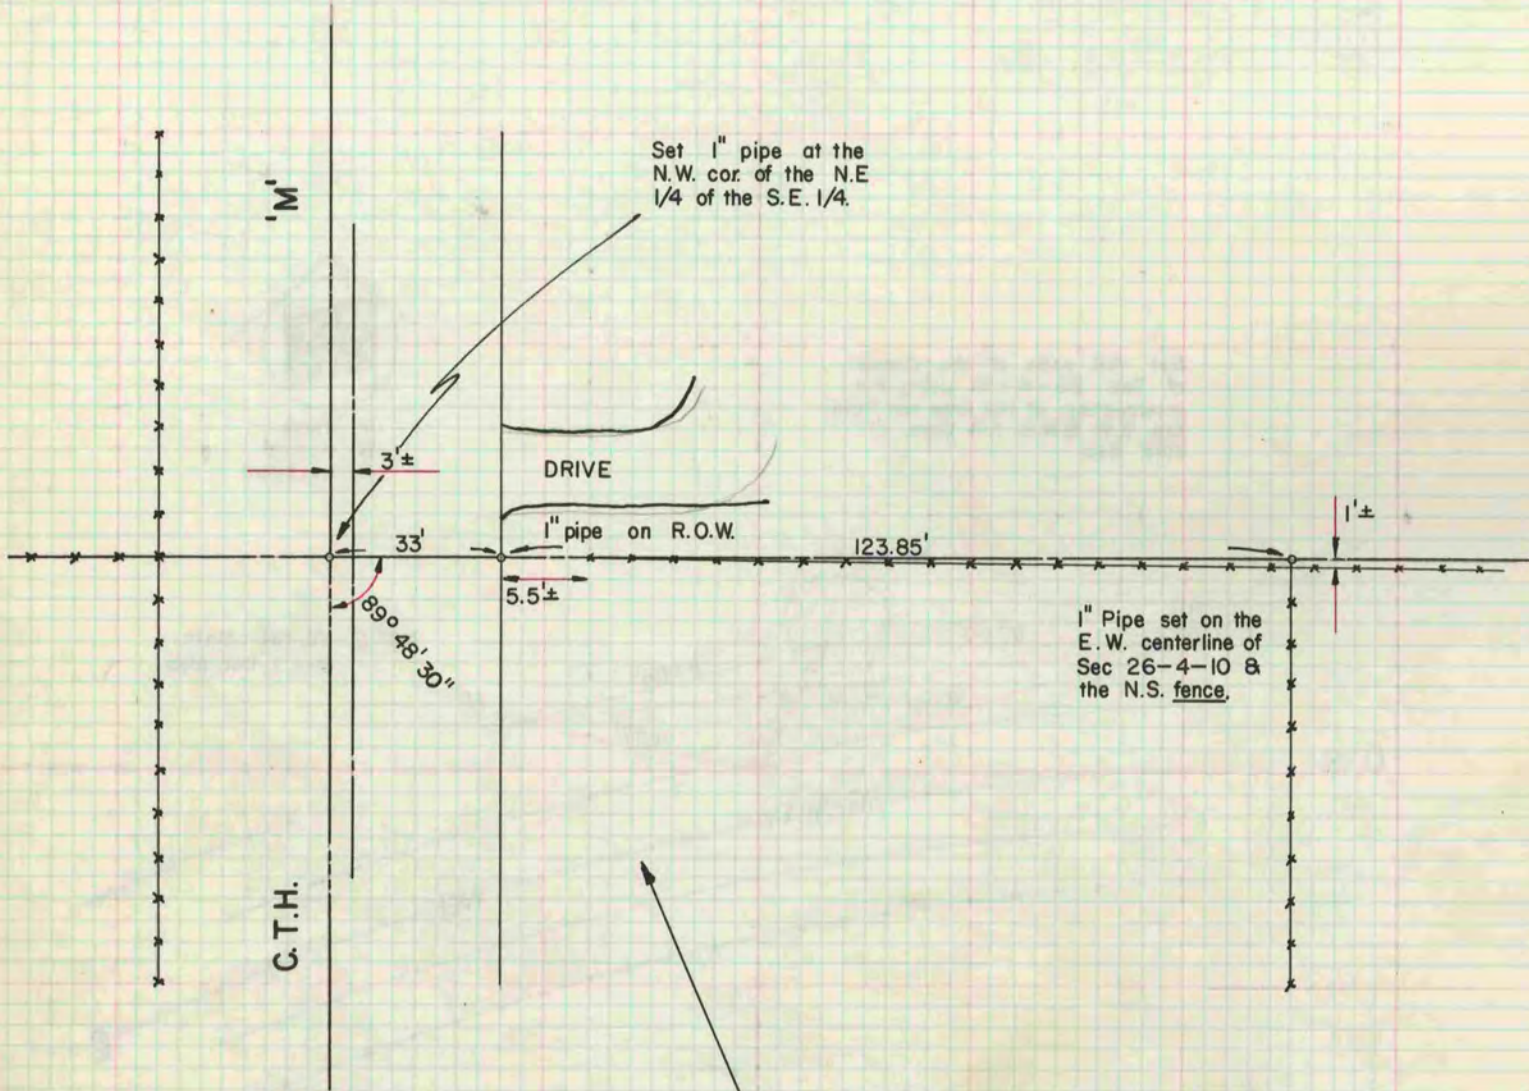 Set 1" pipe at the
N.W. cor. of the N.E
1/4 of the S.E. 1/4.
'M'
3'±
DRIVE
1" pipe on R.O.W.
33'
123.85'
1'±
5.5'±
89° 48' 30"
1" Pipe set on the
E.W. centerline of
Sec 26-4-10 &
the N.S. fence.
C.T.H.